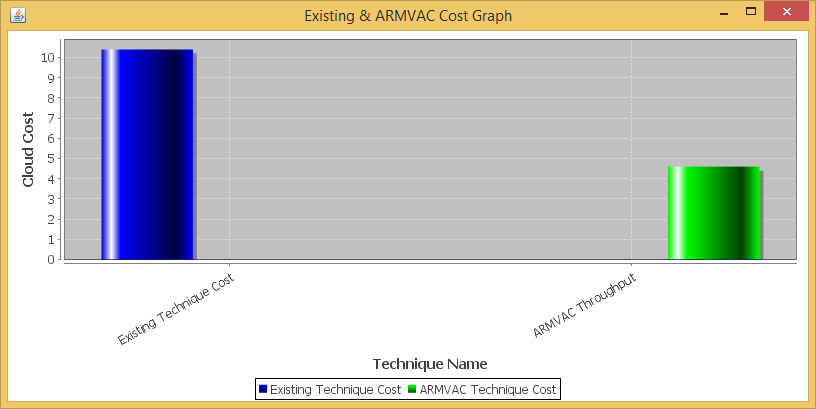 Existing & ARMVAC Cost Graph
Cloud Cost
10
9
8
7
6
5
4
3
2
1
0
Existing Technique Cost
ARMVAC Throughput
Technique Name
Existing Technique Cost ARMVAC Technique Cost